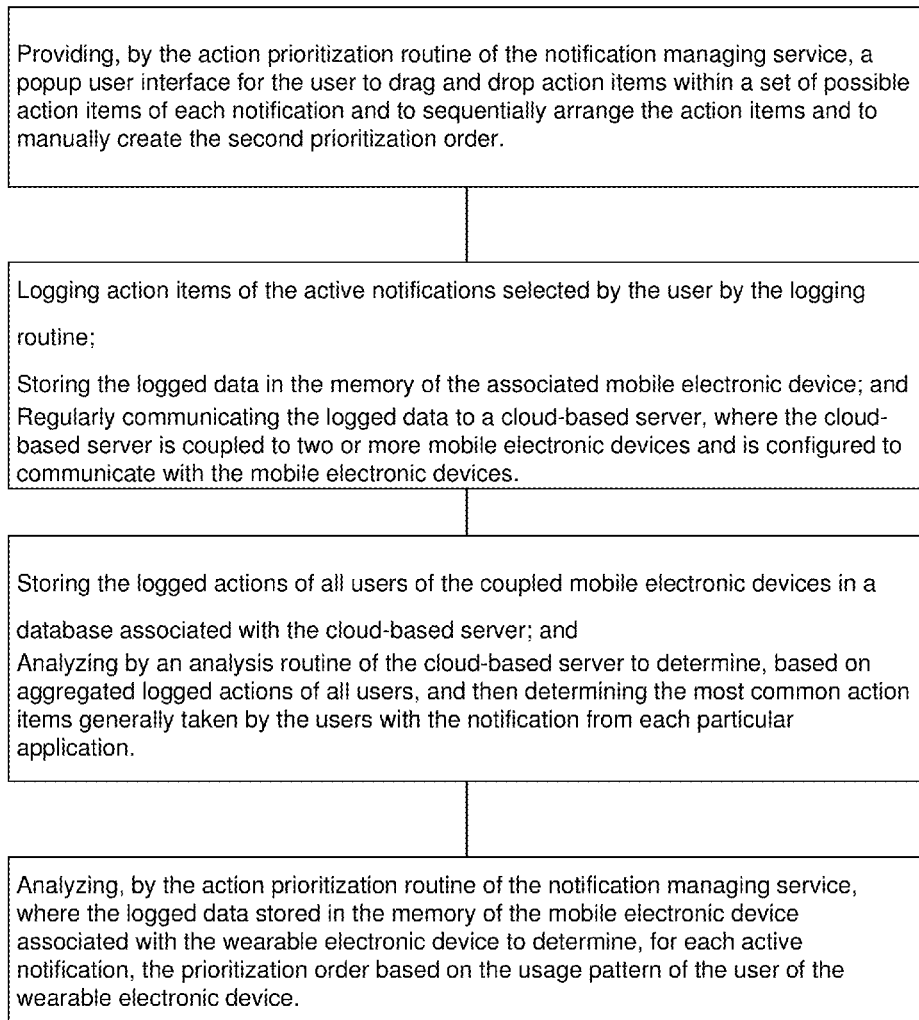 Providing, by the action prioritization routine of the notification managing service, a
popup user interface for the user to drag and drop action items within a set of possible
action items of each notification and to sequentially arrange the action items and to
manually create the second prioritization order.
Logging action items of the active notifications selected by the user by the logging
routine;
Storing the logged data in the memory of the associated mobile electronic device; and
Regularly communicating the logged data to a cloud-based server, where the cloud-
based server is coupled to two or more mobile electronic devices and is configured to
communicate with the mobile electronic devices.
Storing the logged actions of all users of the coupled mobile electronic devices in a
database associated with the cloud-based server; and
Analyzing by an analysis routine of the cloud-based server to determine, based on
aggregated logged actions of all users, and then determining the most common action
items generally taken by the users with the notification from each particular
application.
Analyzing, by the action prioritization routine of the notification managing service,
where the logged data stored in the memory of the mobile electronic device
associated with the wearable electronic device to determine, for each active
notification, the prioritization order based on the usage pattern of the user of the
wearable electronic device.